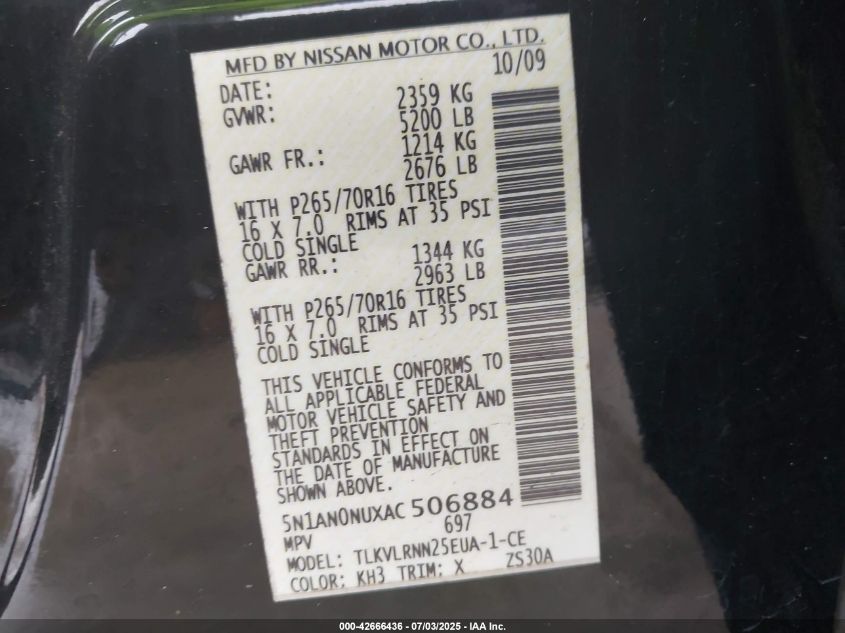 MFD BY NISSAN MOTOR CO., LTD.
DATE: 10/09
GVWR: 2359 KG
5200 LB
GAWR FR.: 1214 KG
2676 LB
WITH P265/70R16 TIRES
16 X 7.0 RIMS AT 35 PSI
COLD SINGLE
GAWR RR.: 1344 KG
2963 LB
WITH P265/70R16 TIRES
16 X 7.0 RIMS AT 35 PSI
COLD SINGLE
THIS VEHICLE CONFORMS TO
ALL APPLICABLE FEDERAL
MOTOR VEHICLE SAFETY AND
THEFT PREVENTION
STANDARDS IN EFFECT ON
THE DATE OF MANUFACTURE
SHOWN ABOVE.
5N1AN0NUXAC506884
MPV 697
MODEL: TLKVLRNN25EUA-1-CE
COLOR: KH3 TRIM: X ZS30A
000-42666436 - 07/03/2025 - IAA Inc.